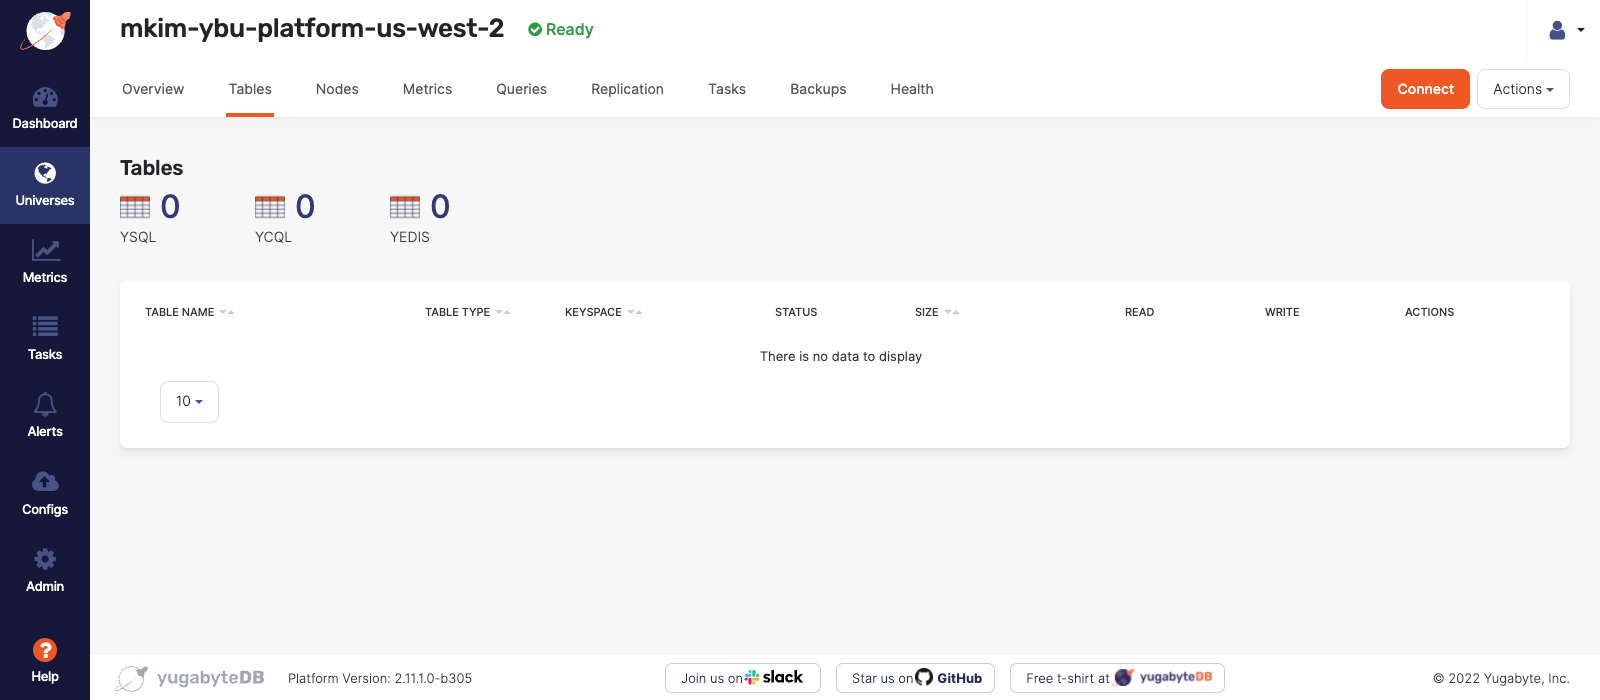 mkim-ybu-platform-us-west-2 Ready
Overview Tables Nodes Metrics Queries Replication Tasks Backups Health Connect Actions
Dashboard
Universes
Metrics
Tasks
Alerts
Configs
Admin
? Help
Tables
0 0 0
YSQL YCQL YEDIS
TABLE NAME TABLE TYPE KEYSPACE STATUS SIZE READ WRITE ACTIONS
There is no data to display
10
yugabyteDB Platform Version: 2.11.1.0-b305 Join us on slack Star us on GitHub Free t-shirt at yugabyteDB © 2022 Yugabyte, Inc.